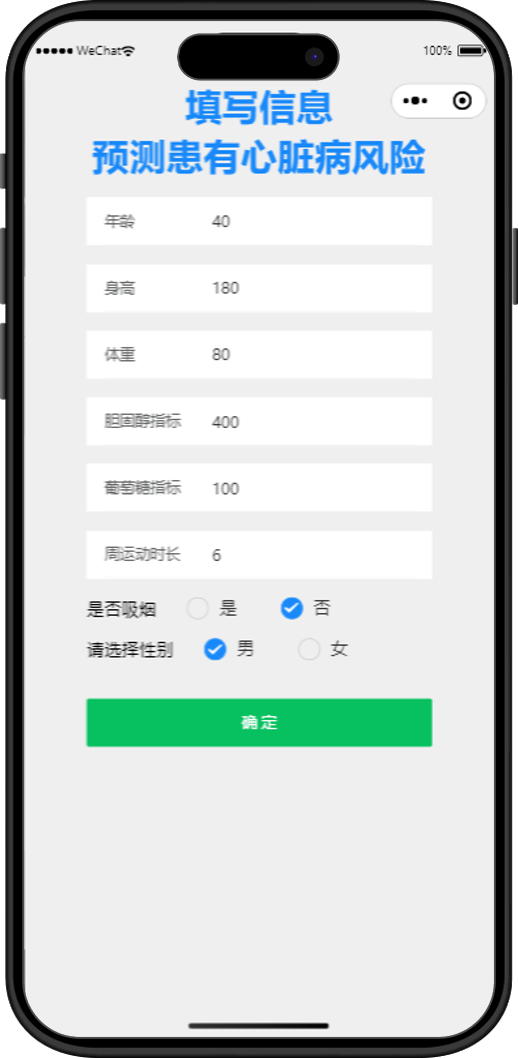 WeChat 100%
填写信息
预测患有心脏病风险
年龄 40
身高 180
体重 80
胆固醇指标 400
葡萄糖指标 100
周运动时长 6
是否吸烟 是 否
请选择性别 男 女
确定